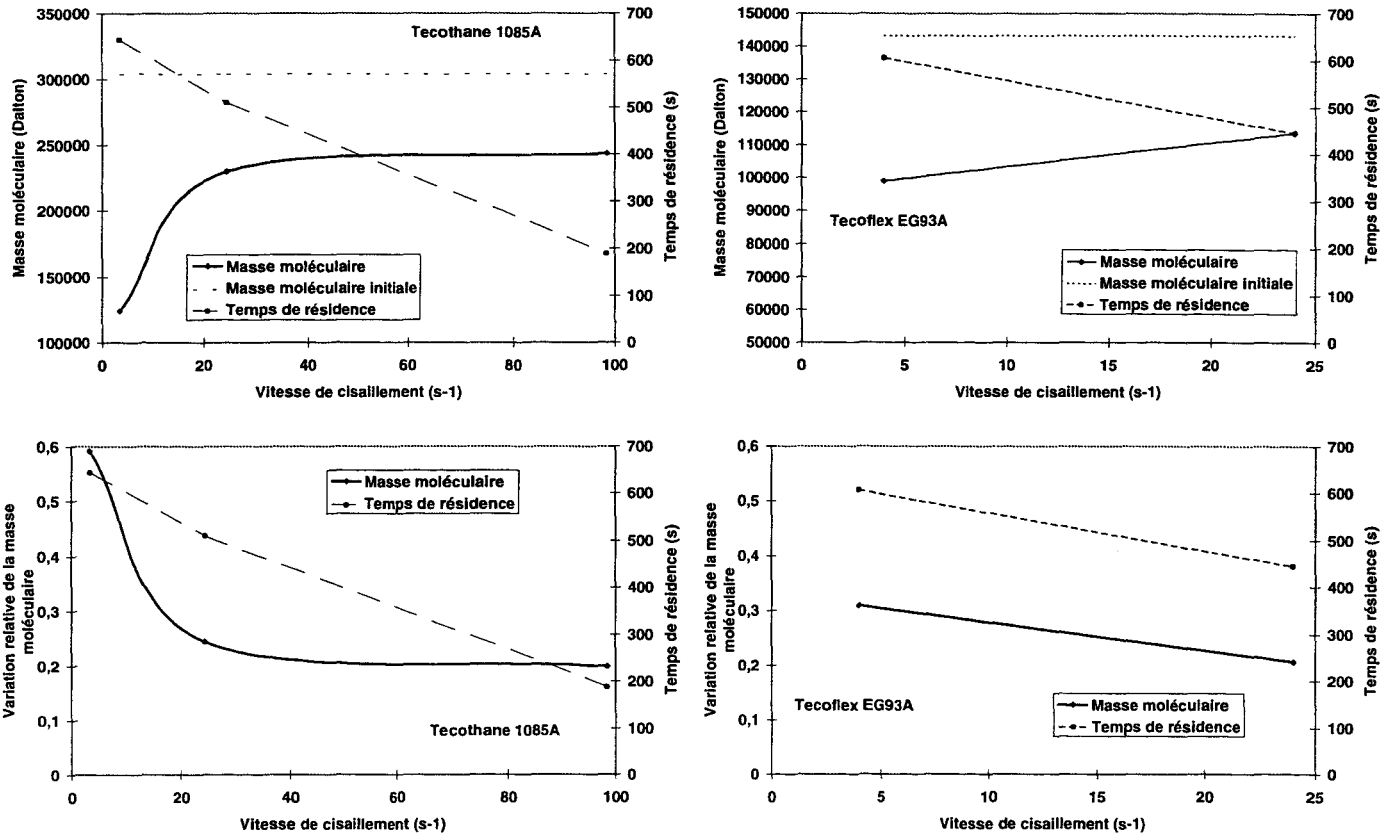 Tecothane 1085A
Masse moléculaire (Dalton)
350000
300000
250000
200000
150000
100000
700
600
500
400
300
200
100
0
Temps de résidence (s)
Masse moléculaire
Masse moléculaire initiale
Temps de résidence
0 20 40 60 80 100
Vitesse de cisaillement (s-1)
Masse moléculaire (Dalton)
150000
140000
130000
120000
110000
100000
90000
80000
70000
60000
50000
700
600
500
400
300
200
100
0
Temps de résidence (s)
Tecoflex EG93A
Masse moléculaire
Masse moléculaire initiale
Temps de résidence
0 5 10 15 20 25
Vitesse de cisaillement (s-1)
Variation relative de la masse
moléculaire
0,6
0,5
0,4
0,3
0,2
0,1
0
700
600
500
400
300
200
100
0
Temps de résidence (s)
Masse moléculaire
Temps de résidence
Tecothane 1085A
0 20 40 60 80 100
Vitesse de cisaillement (s-1)
Variation relative de la masse
moléculaire
0,6
0,5
0,4
0,3
0,2
0,1
0
700
600
500
400
300
200
100
0
Temps de résidence (s)
Tecoflex EG93A
Masse moléculaire
Temps de résidence
0 5 10 15 20 25
Vitesse de cisaillement (s-1)